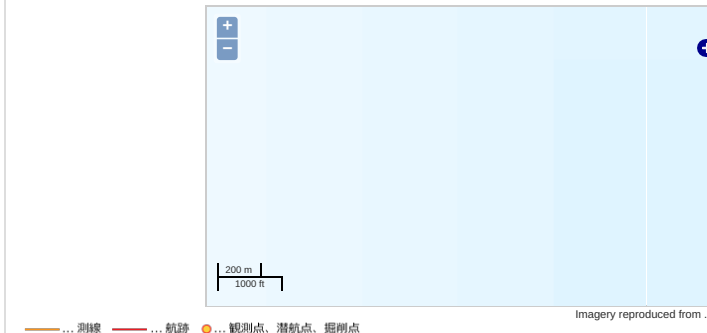 +
−
200 m
1000 ft
Imagery reproduced from .
… 測線 … 航跡 … 観測点、潜航点、掘削点